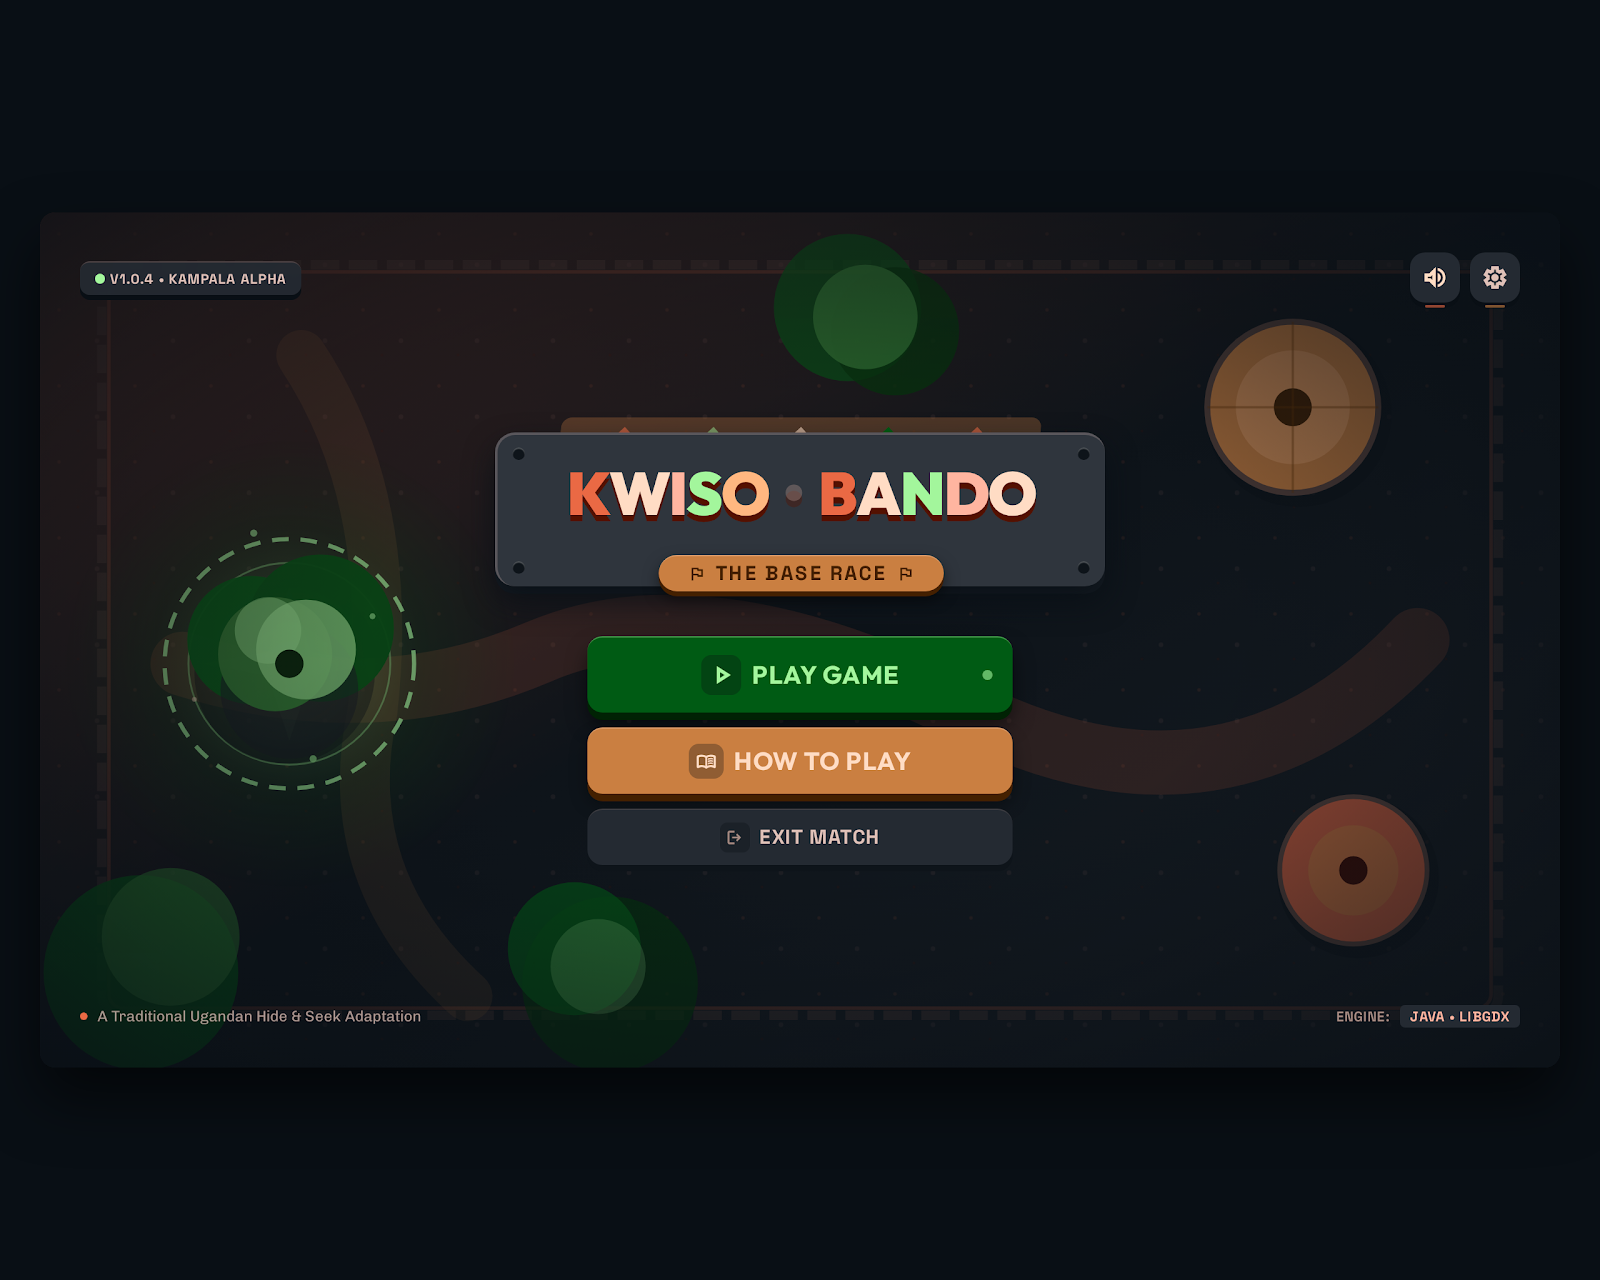 V1.0.4 • KAMPALA ALPHA
KWISO • BANDO
THE BASE RACE
PLAY GAME
HOW TO PLAY
EXIT MATCH
A Traditional Ugandan Hide & Seek Adaptation
ENGINE: JAVA • LIBGDX